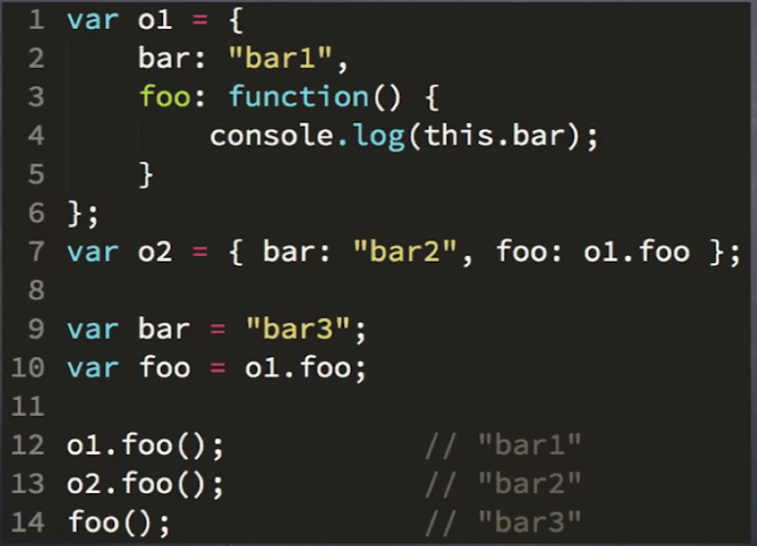 1 var o1 = {
2     bar: "bar1",
3     foo: function() {
4         console.log(this.bar);
5     }
6 };
7 var o2 = { bar: "bar2", foo: o1.foo };
8
9 var bar = "bar3";
10 var foo = o1.foo;
11
12 o1.foo();            // "bar1"
13 o2.foo();            // "bar2"
14 foo();               // "bar3"